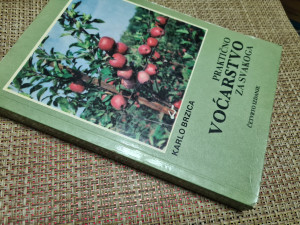 KARLO BRZICA
PRAKTIČNO
VOĆARSTVO
ZA SVAKOGA
ČETVRTO IZDANJE